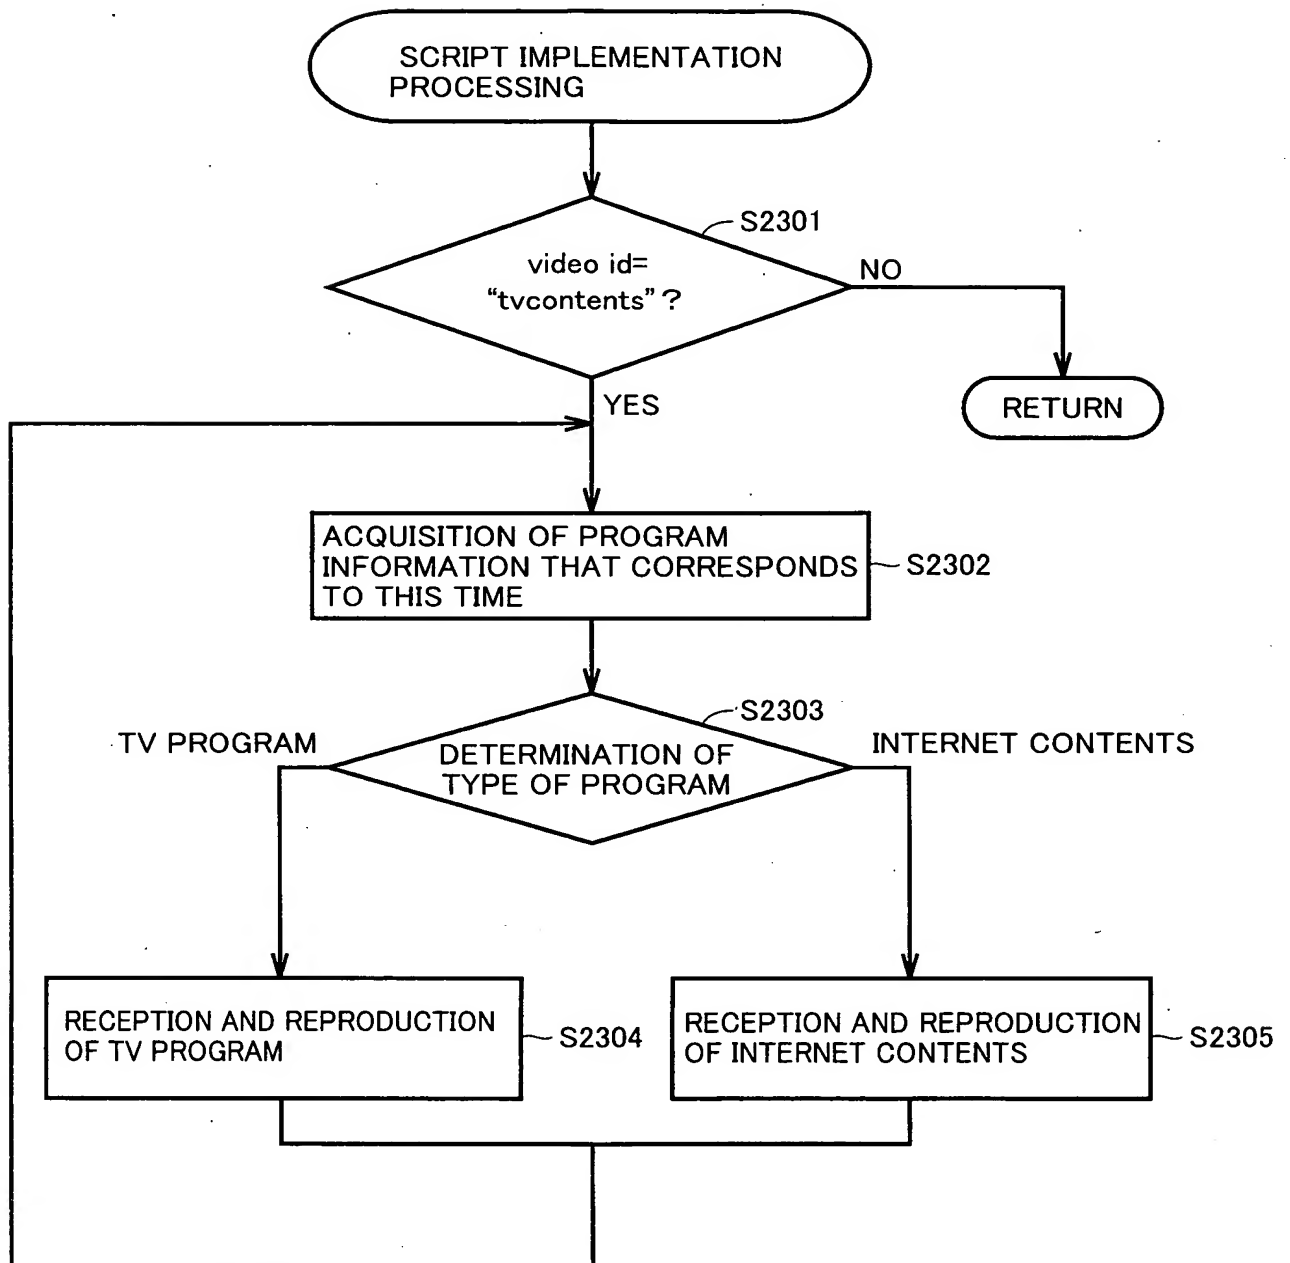 SCRIPT IMPLEMENTATION
PROCESSING
S2301
video id=
“tvcontents”?
NO
RETURN
YES
ACQUISITION OF PROGRAM
INFORMATION THAT CORRESPONDS
TO THIS TIME
S2302
S2303
TV PROGRAM
DETERMINATION OF
TYPE OF PROGRAM
INTERNET CONTENTS
RECEPTION AND REPRODUCTION
OF TV PROGRAM
S2304
RECEPTION AND REPRODUCTION
OF INTERNET CONTENTS
S2305